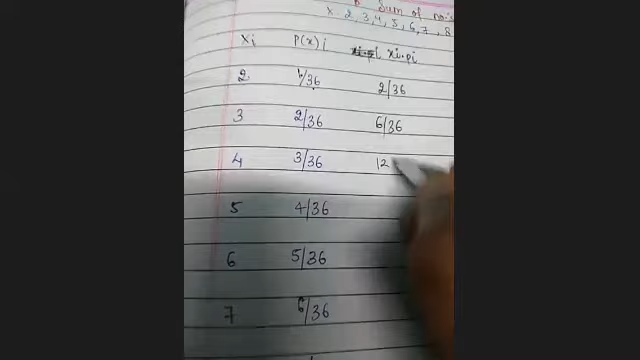 Sum of no's
X. 2, 3, 4, 5, 6, 7, 8
Xi P(x)i xi.pi
2 1/36 2/36
3 2/36 6/36
4 3/36 12
5 4/36
6 5/36
7 6/36